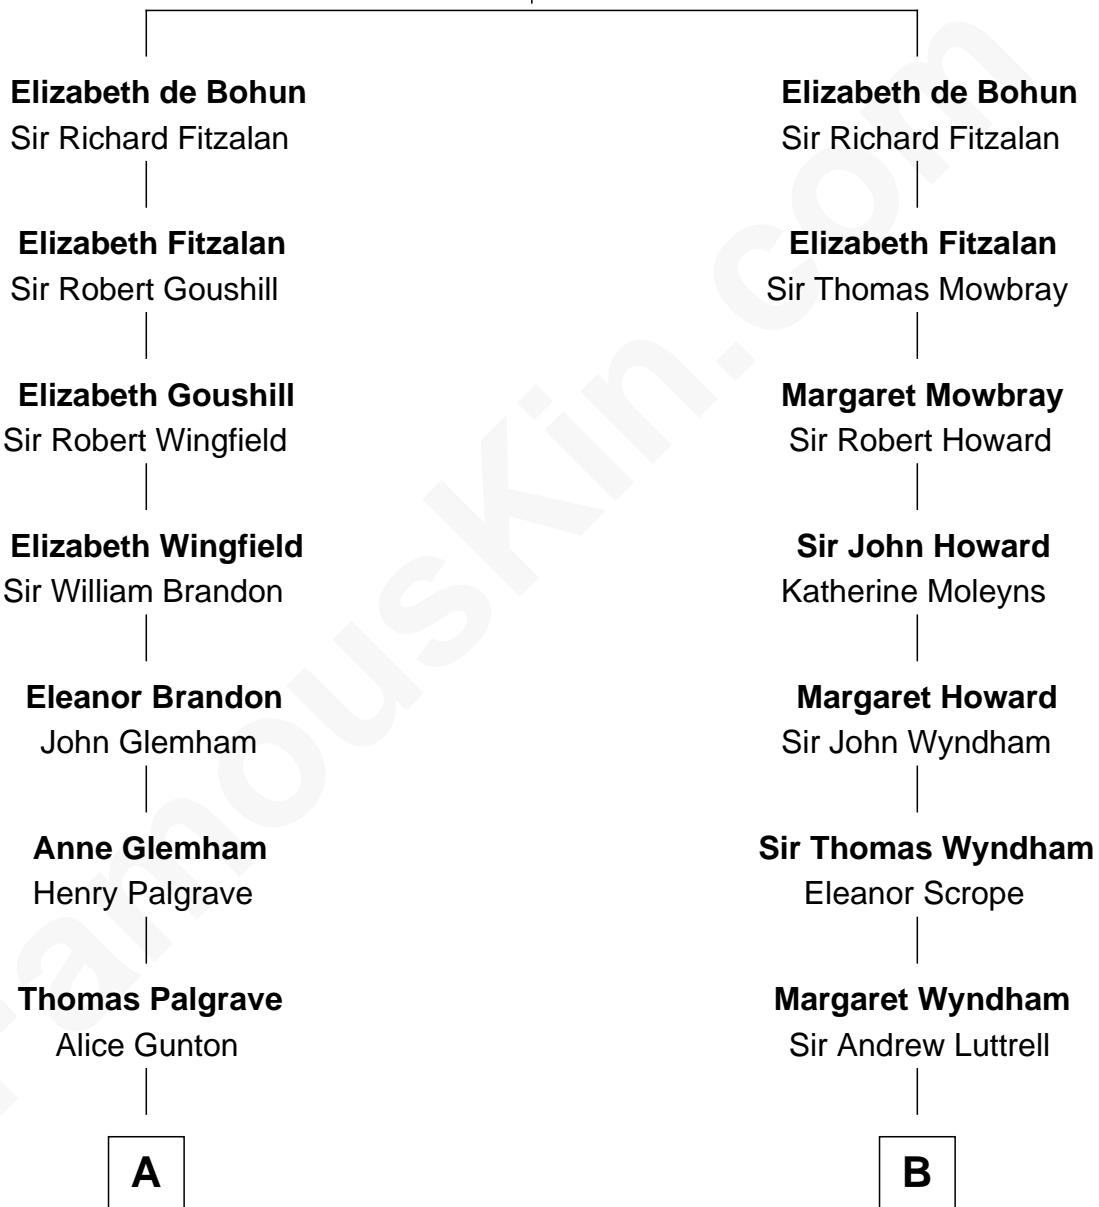 Elizabeth de Bohun
Sir Richard Fitzalan
Elizabeth Fitzalan
Sir Robert Goushill
Elizabeth Goushill
Sir Robert Wingfield
Elizabeth Wingfield
Sir William Brandon
Eleanor Brandon
John Glemham
Anne Glemham
Henry Palgrave
Thomas Palgrave
Alice Gunton
A
Elizabeth de Bohun
Sir Richard Fitzalan
Elizabeth Fitzalan
Sir Thomas Mowbray
Margaret Mowbray
Sir Robert Howard
Sir John Howard
Katherine Moleyns
Margaret Howard
Sir John Wyndham
Sir Thomas Wyndham
Eleanor Scrope
Margaret Wyndham
Sir Andrew Luttrell
B
FamousKin.com